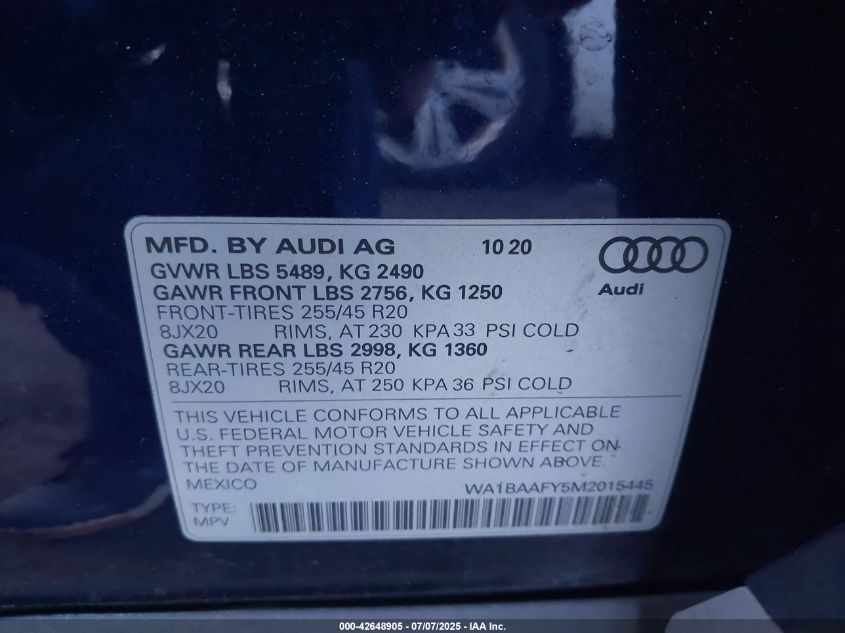 MFD. BY AUDI AG 10 20
GVWR LBS 5489, KG 2490
GAWR FRONT LBS 2756, KG 1250
FRONT-TIRES 255/45 R20
8JX20 RIMS, AT 230 KPA 33 PSI COLD
GAWR REAR LBS 2998, KG 1360
REAR-TIRES 255/45 R20
8JX20 RIMS, AT 250 KPA 36 PSI COLD
Audi
THIS VEHICLE CONFORMS TO ALL APPLICABLE
U.S. FEDERAL MOTOR VEHICLE SAFETY AND
THEFT PREVENTION STANDARDS IN EFFECT ON
THE DATE OF MANUFACTURE SHOWN ABOVE.
MEXICO WA1BAAFY5M2015445
TYPE:
MPV
000-42648905 - 07/07/2025 - IAA Inc.